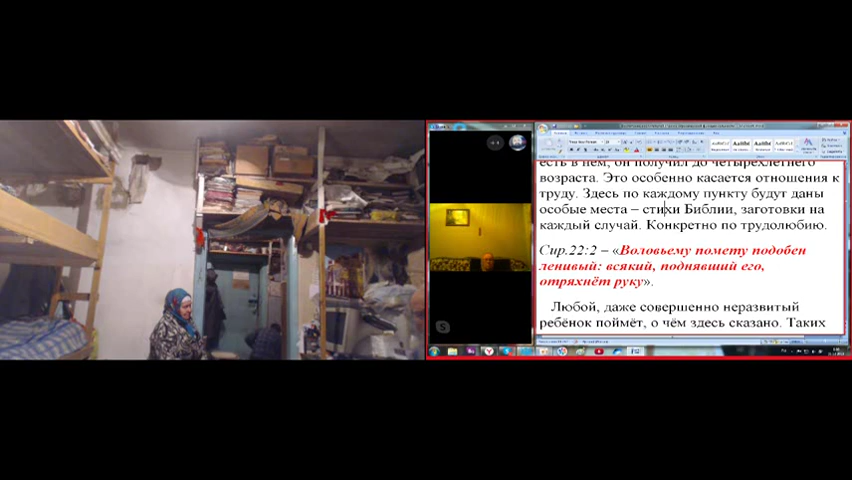 есть в нём, он получил до четырёхлетнего
возраста. Это особенно касается отношения к
труду. Здесь по каждому пункту будут даны
особые места – стихи Библии, заготовки на
каждый случай. Конкретно по трудолюбию.
Сир.22:2 – «Воловьему помету подобен
ленивый: всякий, поднявший его,
отряхнёт руку».
Любой, даже совершенно неразвитый
ребёнок поймёт, о чём здесь сказано. Таких